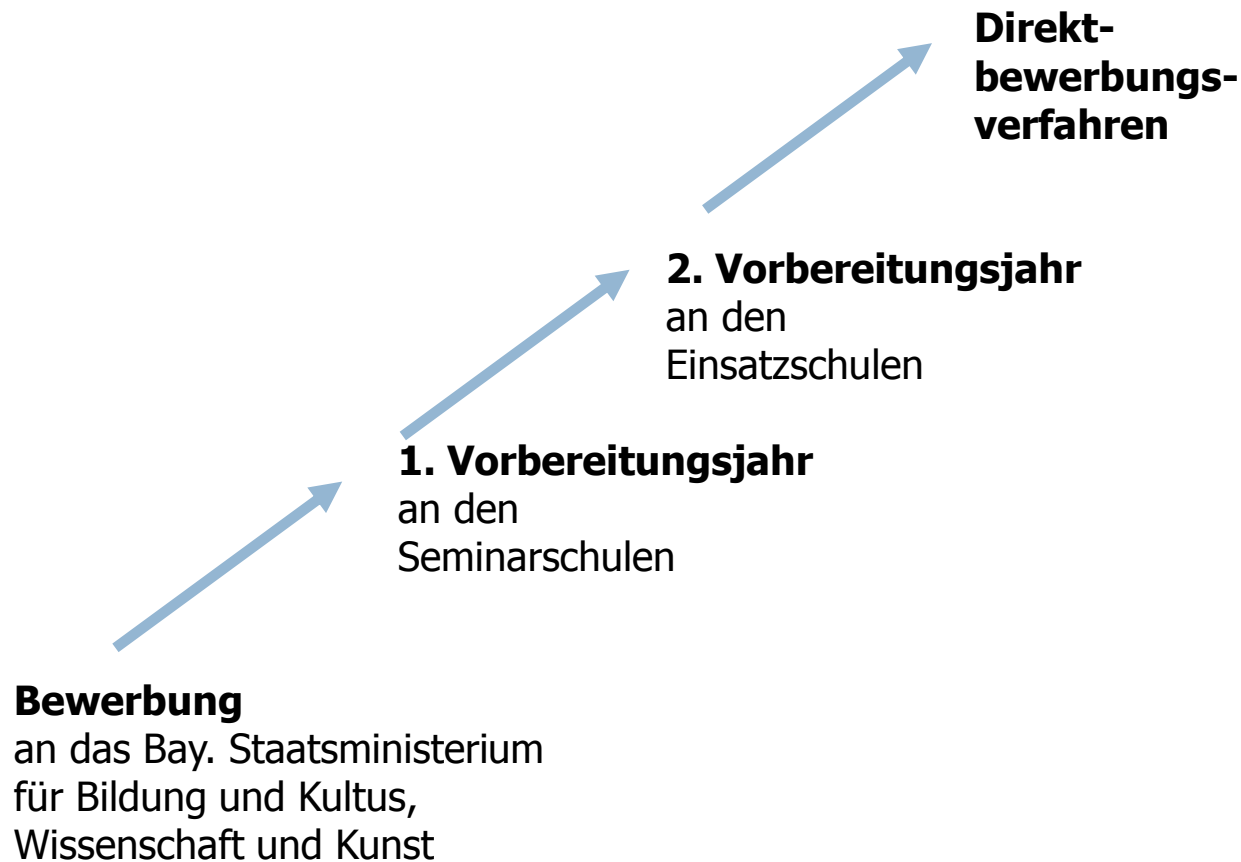 Direkt-
bewerbungs-
verfahren
2. Vorbereitungsjahr
an den
Einsatzschulen
1. Vorbereitungsjahr
an den
Seminarschulen
Bewerbung
an das Bay. Staatsministerium
für Bildung und Kultus,
Wissenschaft und Kunst